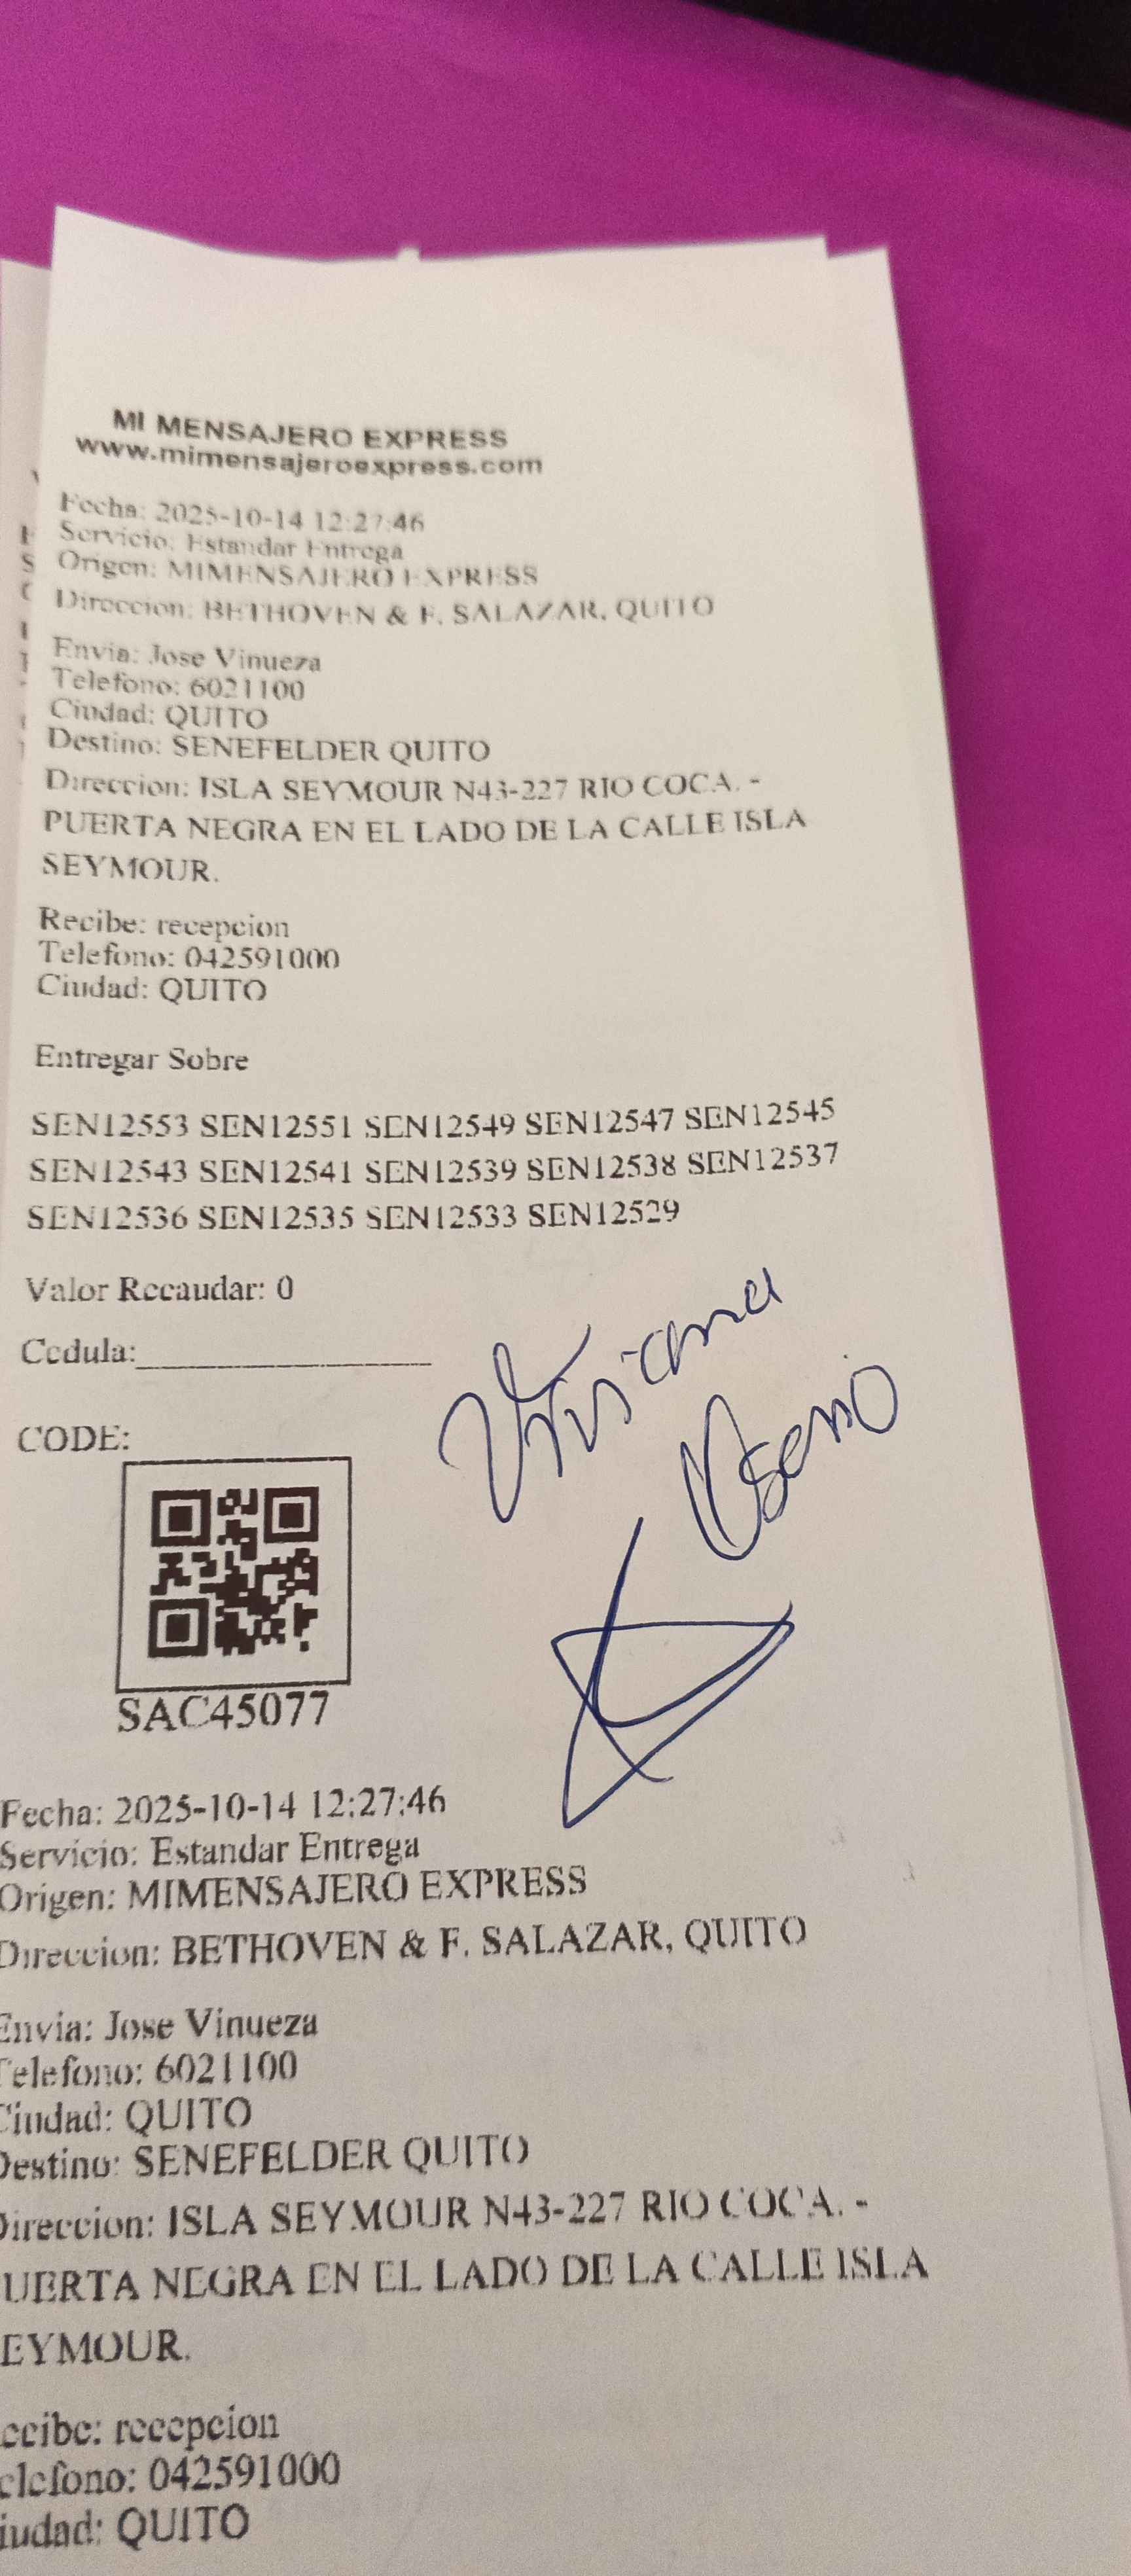 MI MENSAJERO EXPRESS
www.mimensajeroexpress.com
Fecha: 2025-10-14 12:27:46
Servicio: Estandar Entrega
Origen: MIMENSAJERO EXPRESS
Direccion: BETHOVEN & F. SALAZAR, QUITO
Envia: Jose Vinueza
Telefono: 6021100
Ciudad: QUITO
Destino: SENEFELDER QUITO
Direccion: ISLA SEYMOUR N43-227 RIO COCA. -
PUERTA NEGRA EN EL LADO DE LA CALLE ISLA
SEYMOUR.
Recibe: recepcion
Telefono: 042591000
Ciudad: QUITO
Entregar Sobre
SEN12553 SEN12551 SEN12549 SEN12547 SEN12545
SEN12543 SEN12541 SEN12539 SEN12538 SEN12537
SEN12536 SEN12535 SEN12533 SEN12529
Valor Recaudar: 0
Cedula:
Viviana
CODE:
SAC45077
Fecha: 2025-10-14 12:27:46
Servicio: Estandar Entrega
Origen: MIMENSAJERO EXPRESS
Direccion: BETHOVEN & F. SALAZAR, QUITO
Envia: Jose Vinueza
Telefono: 6021100
Ciudad: QUITO
Destino: SENEFELDER QUITO
Direccion: ISLA SEYMOUR N43-227 RIO COCA. -
UERTA NEGRA EN EL LADO DE LA CALLE ISLA
EYMOUR.
ecibe: recepcion
elefono: 042591000
iudad: QUITO